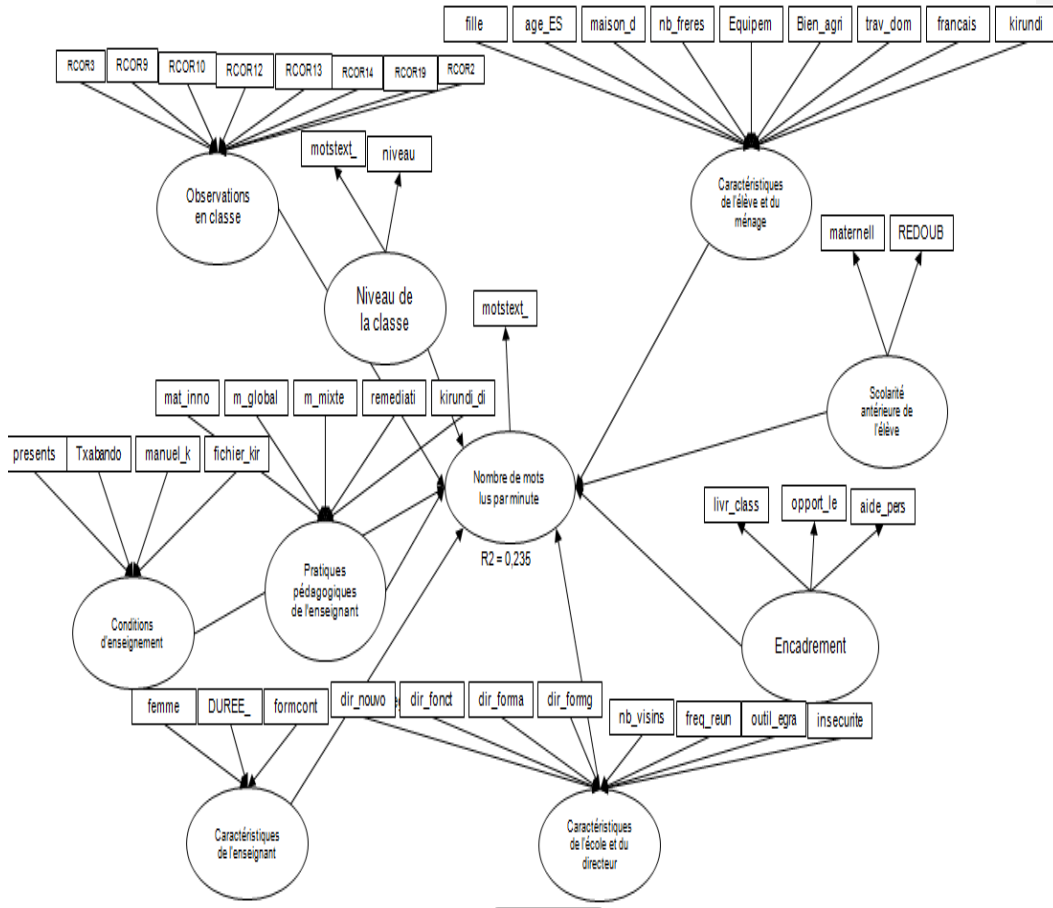 fille age_ES maison_d nb_freres Equipem Bien_agri trav_dom francais kirundi
RCOR3 RCOR9 RCOR10 RCOR12 RCOR13 RCOR14 RCOR19 RCOR2
motstext_ niveau
Observations
en classe
Caractéristiques
de l'élève et du
ménage
maternell REDOUB
Niveau de
la classe
motstext_
mat_inno m_global m_mixte remediati kirundi_di
Scolarité
antérieure de
l'élève
presents Txabando manuel_k fichier_kir
Nombre de mots
lus par minute
R2 = 0,235
livr_class opport_le aide_pers
Pratiques
pédagogiques
de l'enseignant
Conditions
d'enseignement
Encadrement
femme DUREE_ formcont dir_nouvo dir_fonct dir_forma dir_formg
nb_visins freq_reun outil_egra insecurite
Caractéristiques
de l'enseignant
Caractéristiques
de l'école et du
directeur